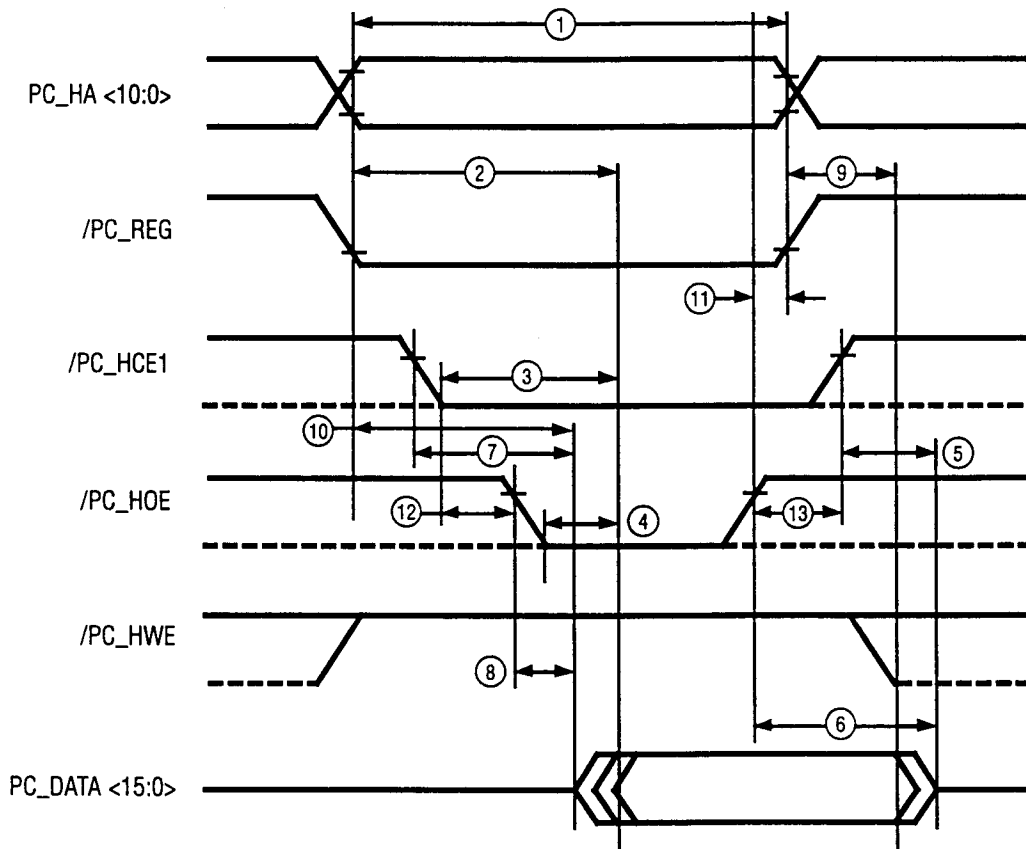 1
PC_HA <10:0>
2
9
/PC_REG
11
/PC_HCE1
3
10
7
5
/PC_HOE
12
4
13
/PC_HWE
8
6
PC_DATA <15:0>